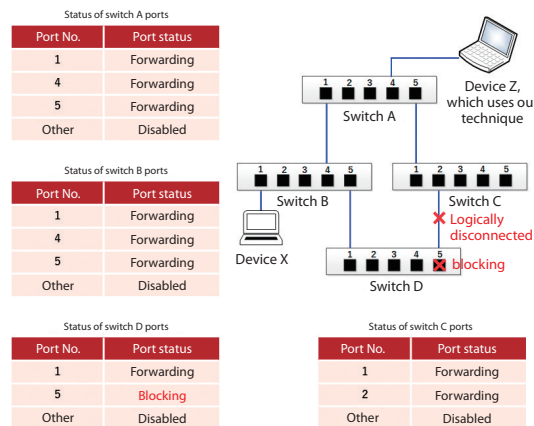 Status of switch A ports
Port No. Port status
1 Forwarding
4 Forwarding
5 Forwarding
Other Disabled
1 2 3 4 5
Switch A
Device Z,
which uses ou
technique
Status of switch B ports
Port No. Port status
1 Forwarding
4 Forwarding
5 Forwarding
Other Disabled
1 2 3 4 5
Switch B
Device X
1 2 3 4 5
Switch C
Logically
disconnected
1 2 3 4 5
blocking
Switch D
Status of switch D ports
Port No. Port status
1 Forwarding
5 Blocking
Other Disabled
Status of switch C ports
Port No. Port status
1 Forwarding
2 Forwarding
Other Disabled